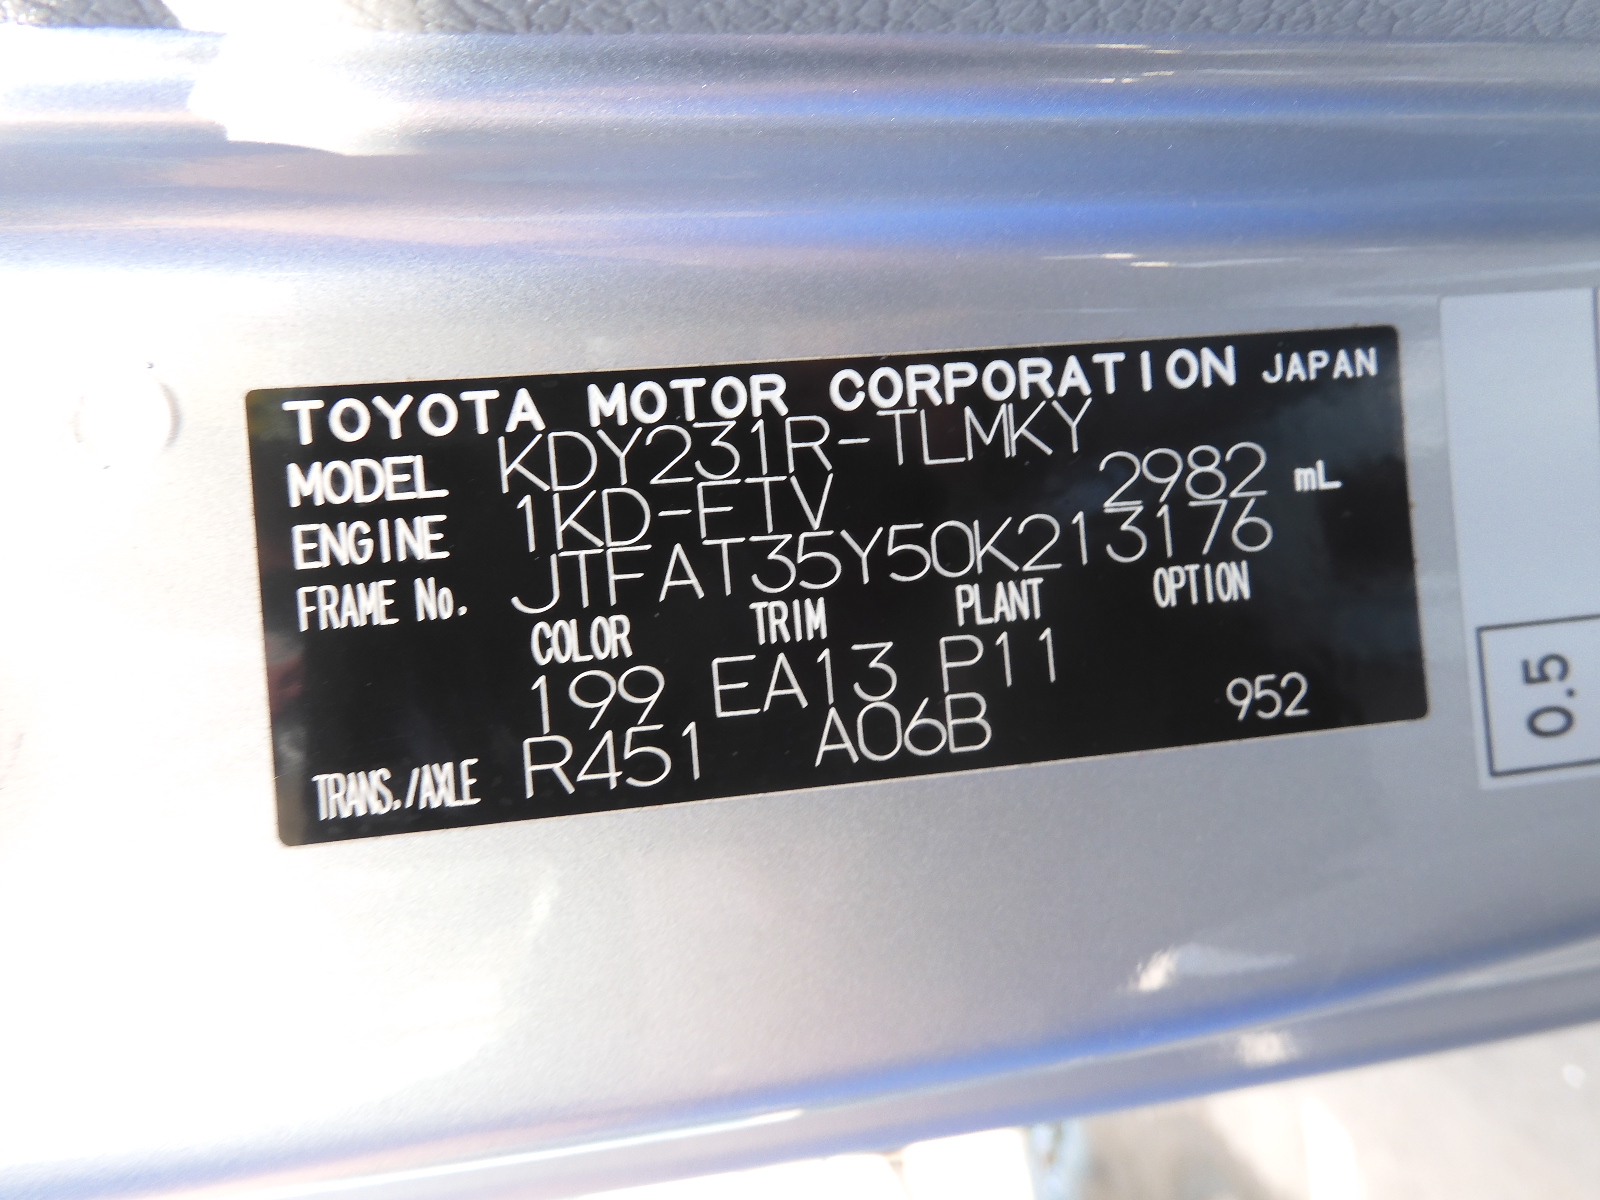 TOYOTA MOTOR CORPORATION JAPAN
MODEL KDY231R-TLMKY
ENGINE 1KD-FTV 2982 mL
FRAME No. JTFAT35Y50K213176
COLOR TRIM PLANT OPTION
199 EA13 P11
TRANS./AXLE R451 A06B 952
0.5